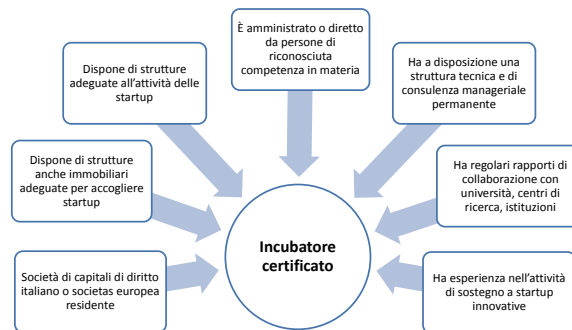 È amministrato o diretto
da persone di
riconosciuta
competenza in materia
Dispone di strutture
adeguate all'attività delle
startup
Ha a disposizione una
struttura tecnica e di
consulenza manageriale
permanente
Dispone di strutture
anche immobiliari
adeguate per accogliere
startup
Ha regolari rapporti di
collaborazione con
università, centri di
ricerca, istituzioni
Incubatore
certificato
Società di capitali di diritto
italiano o societas europea
residente
Ha esperienza nell'attività
di sostegno a startup
innovative